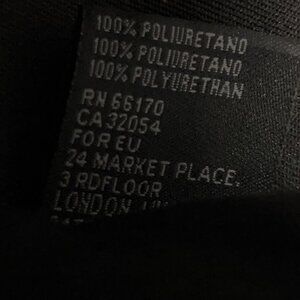 100% POLIURETANO
100% POLIURETANO
100% POLYURETHAN
RN 66170
CA 32054
FOR EU
24 MARKET PLACE,
3 RDFLOOR
LONDON